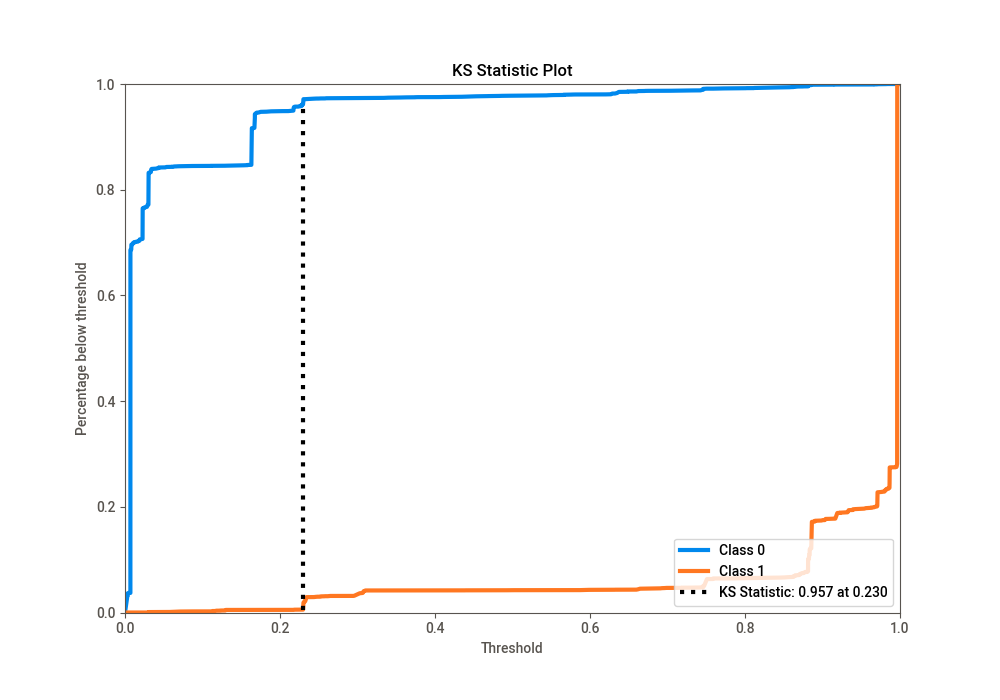 KS Statistic Plot
1.0
0.8
0.6
0.4
0.2
0.0
Percentage below threshold
0.0 0.2 0.4 0.6 0.8 1.0
Threshold
Class 0
Class 1
KS Statistic: 0.957 at 0.230